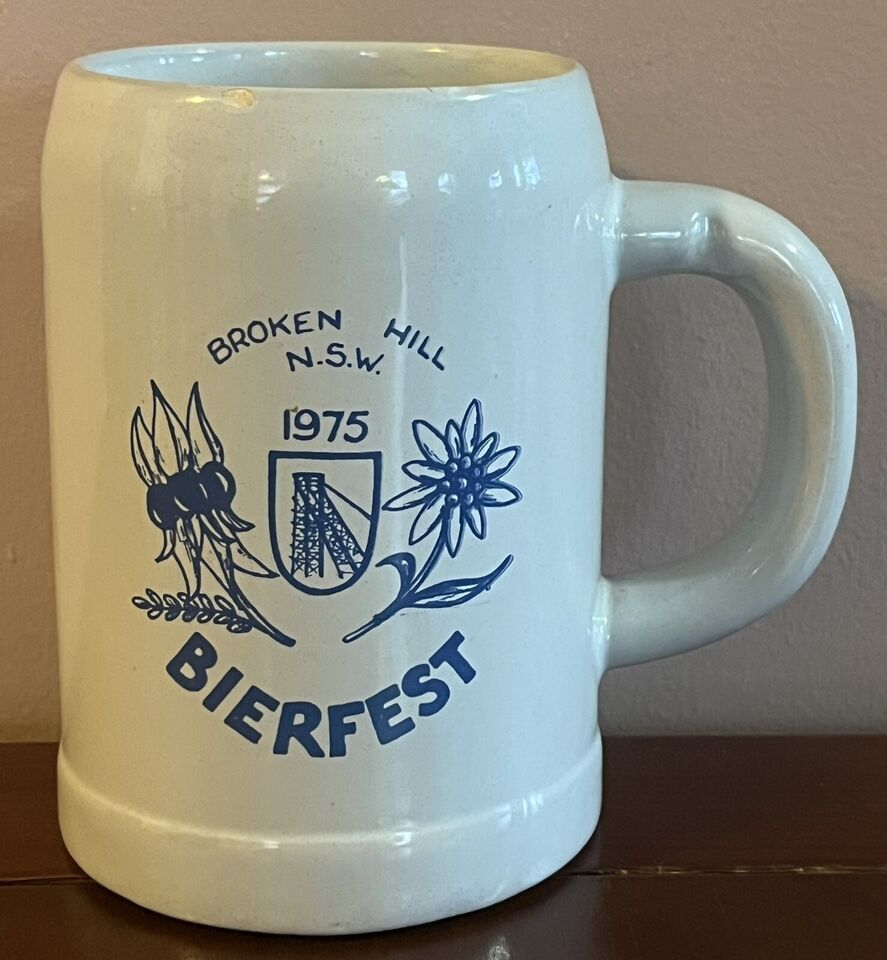 BROKEN HILL
N.S.W.
1975
BIERFEST